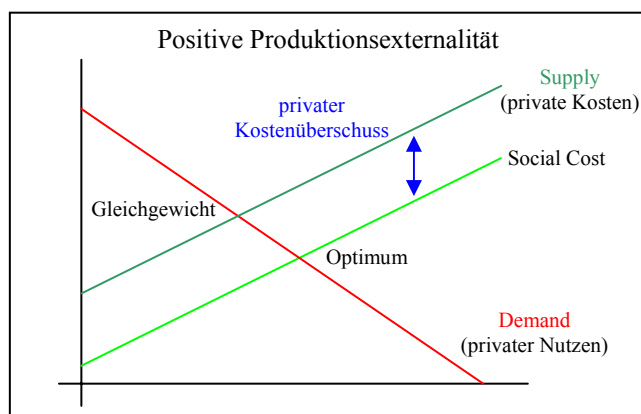 Positive Produktionsexternalität
Supply
(private Kosten)
privater
Kostenüberschuss
Social Cost
Gleichgewicht
Optimum
Demand
(privater Nutzen)